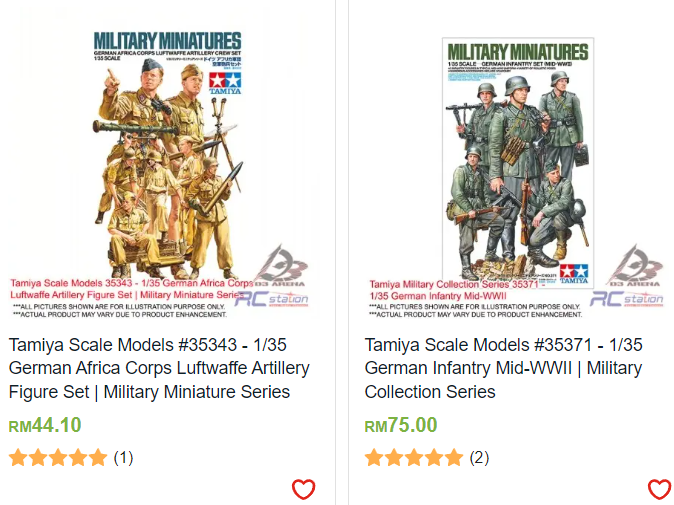 MILITARY MINIATURES
GERMAN AFRICA CORPS LUFTWAFFE ARTILLERY CREW SET
1/35 SCALE
TAMIYA
Tamiya Scale Models 35343 - 1/35 German Africa Corps
Luftwaffe Artillery Figure Set | Military Miniature Series
D3 ARENA
RC station
***ALL PICTURES SHOWN ARE FOR ILLUSTRATION PURPOSE ONLY.
***ACTUAL PRODUCT MAY VARY DUE TO PRODUCT ENHANCEMENT.
Tamiya Scale Models #35343 - 1/35
German Africa Corps Luftwaffe Artillery
Figure Set | Military Miniature Series
RM44.10
(1)
MILITARY MINIATURES
1/35 SCALE GERMAN INFANTRY SET (MID-WWII)
TAMIYA
Tamiya Military Collection Series 35371
1/35 German Infantry Mid-WWII
D3 ARENA
RC station
***ALL PICTURES SHOWN ARE FOR ILLUSTRATION PURPOSE ONLY.
***ACTUAL PRODUCT MAY VARY DUE TO PRODUCT ENHANCEMENT.
Tamiya Scale Models #35371 - 1/35
German Infantry Mid-WWII | Military
Collection Series
RM75.00
(2)